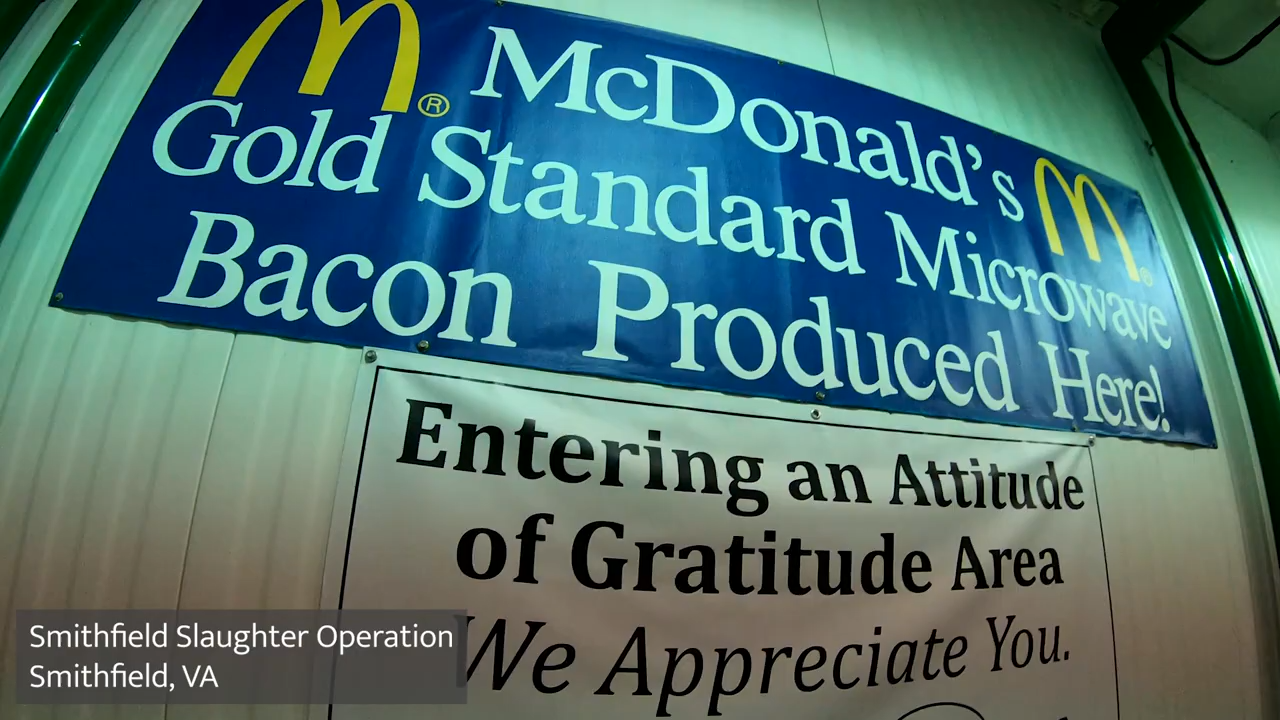 McDonald's
Gold Standard Microwave
Bacon Produced Here!
Entering an Attitude
of Gratitude Area
We Appreciate You.
Smithfield Slaughter Operation
Smithfield, VA